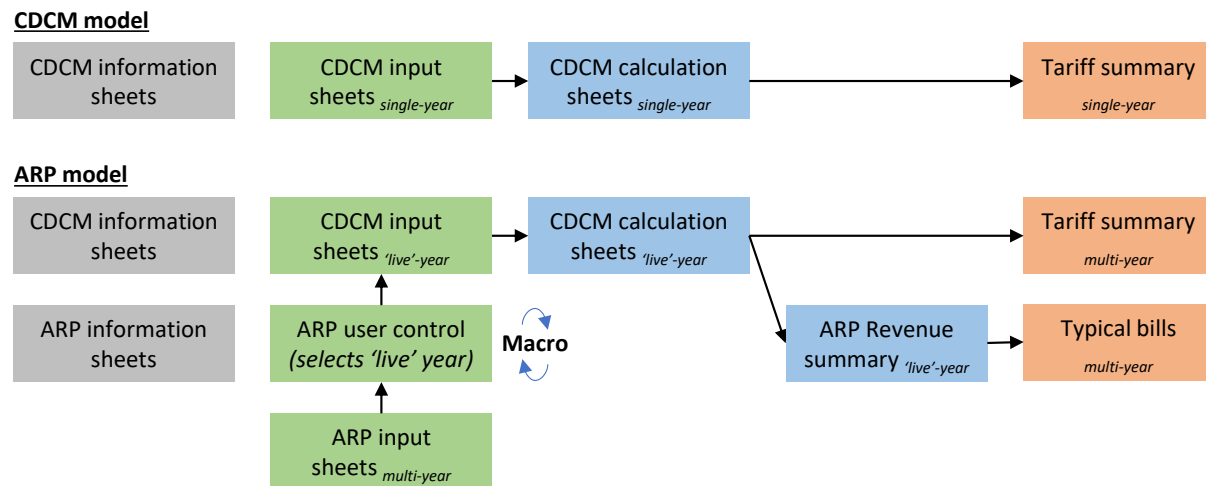 CDCM model
CDCM information
sheets
CDCM input
sheets single-year
CDCM calculation
sheets single-year
Tariff summary
single-year
ARP model
CDCM information
sheets
CDCM input
sheets 'live'-year
CDCM calculation
sheets 'live'-year
Tariff summary
multi-year
ARP information
sheets
ARP user control
(selects 'live' year)
Macro
ARP Revenue
summary 'live'-year
Typical bills
multi-year
ARP input
sheets multi-year